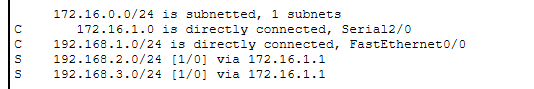 172.16.0.0/24 is subnetted, 1 subnets
C 172.16.1.0 is directly connected, Serial2/0
C 192.168.1.0/24 is directly connected, FastEthernet0/0
S 192.168.2.0/24 [1/0] via 172.16.1.1
S 192.168.3.0/24 [1/0] via 172.16.1.1